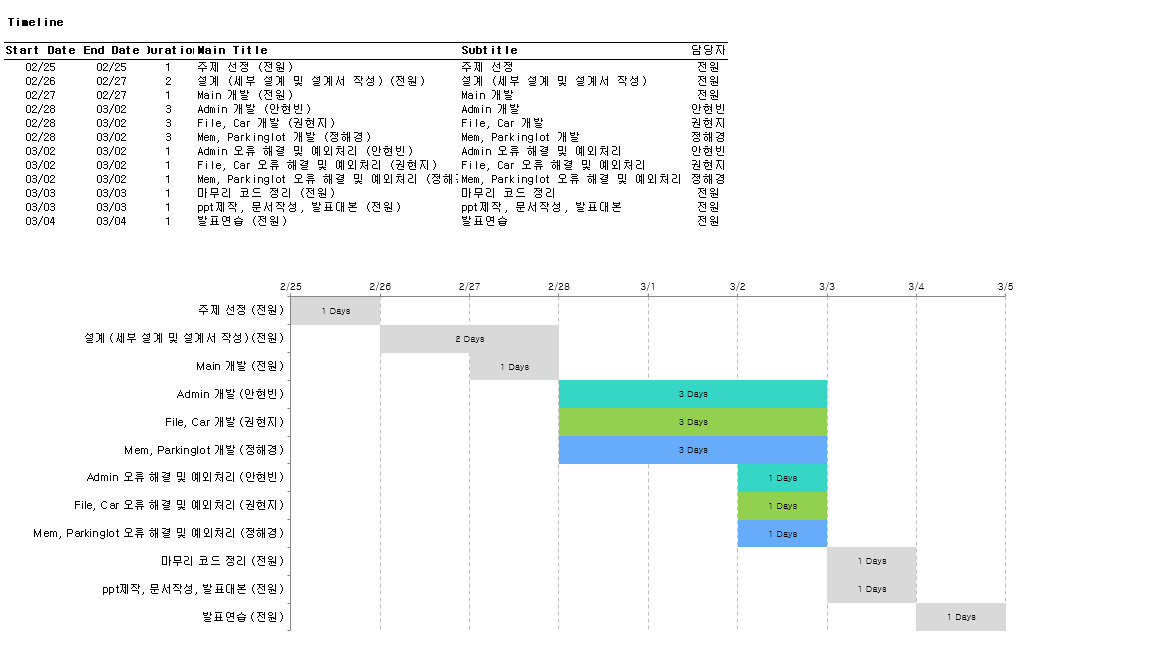 Timeline
Start Date End Date Duration Main Title Subtitle 담당자
02/25 02/25 1 주제 선정 (전원) 주제 선정 전원
02/26 02/27 2 설계 (세부 설계 및 설계서 작성) (전원) 설계 (세부 설계 및 설계서 작성) 전원
02/27 02/27 1 Main 개발 (전원) Main 개발 전원
02/28 03/02 3 Admin 개발 (안현빈) Admin 개발 안현빈
02/28 03/02 3 File, Car 개발 (권현지) File, Car 개발 권현지
02/28 03/02 3 Mem, Parkinglot 개발 (정해경) Mem, Parkinglot 개발 정해경
03/02 03/02 1 Admin 오류 해결 및 예외처리 (안현빈) Admin 오류 해결 및 예외처리 안현빈
03/02 03/02 1 File, Car 오류 해결 및 예외처리 (권현지) File, Car 오류 해결 및 예외처리 권현지
03/02 03/02 1 Mem, Parkinglot 오류 해결 및 예외처리 (정해 Mem, Parkinglot 오류 해결 및 예외처리 정해경
03/03 03/03 1 마무리 코드 정리 (전원) 마무리 코드 정리 전원
03/03 03/03 1 ppt제작, 문서작성, 발표대본 (전원) ppt제작, 문서작성, 발표대본 전원
03/04 03/04 1 발표연습 (전원) 발표연습 전원
2/25 2/26 2/27 2/28 3/1 3/2 3/3 3/4 3/5
주제 선정 (전원) 1 Days
설계 (세부 설계 및 설계서 작성) (전원) 2 Days
Main 개발 (전원) 1 Days
Admin 개발 (안현빈) 3 Days
File, Car 개발 (권현지) 3 Days
Mem, Parkinglot 개발 (정해경) 3 Days
Admin 오류 해결 및 예외처리 (안현빈) 1 Days
File, Car 오류 해결 및 예외처리 (권현지) 1 Days
Mem, Parkinglot 오류 해결 및 예외처리 (정해경) 1 Days
마무리 코드 정리 (전원) 1 Days
ppt제작, 문서작성, 발표대본 (전원) 1 Days
발표연습 (전원) 1 Days